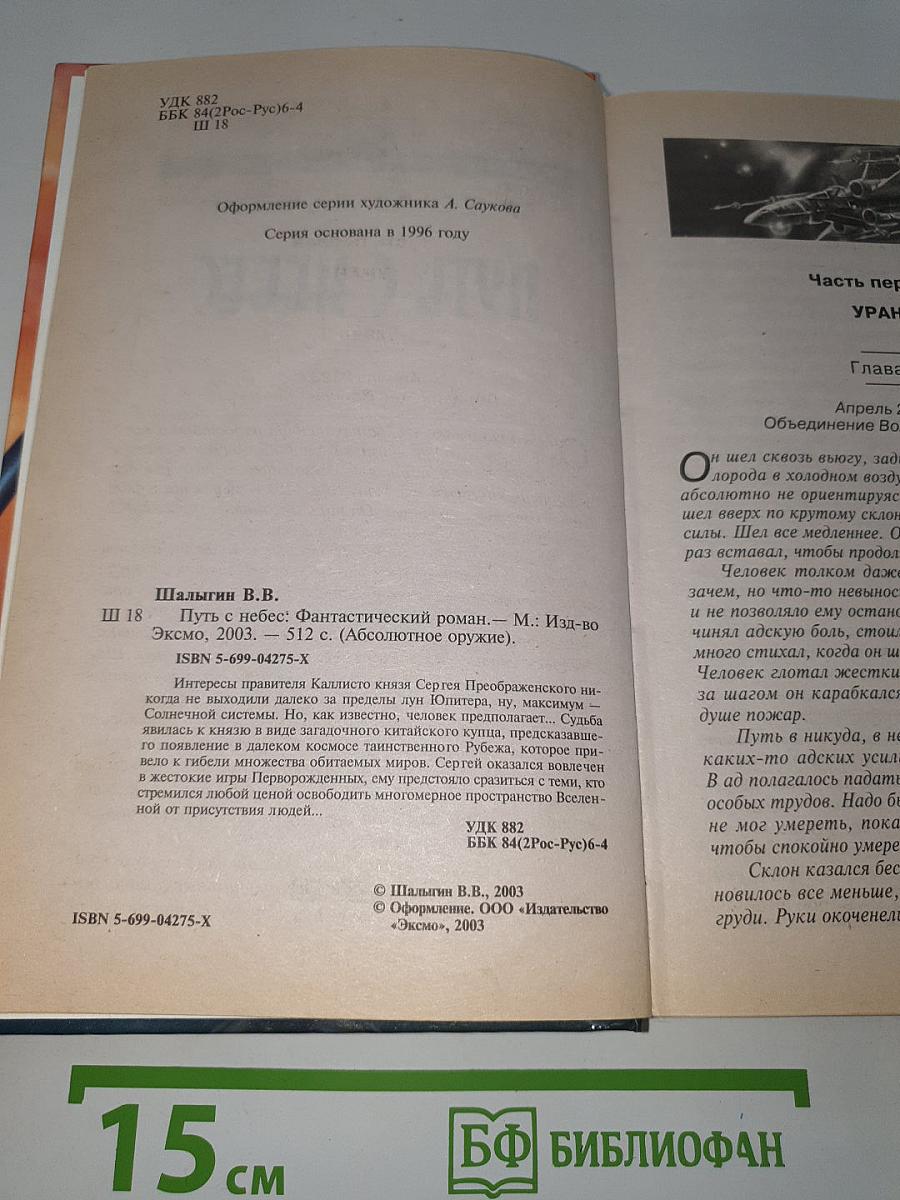 УДК 882
ББК 84(2Рос-Рус)6-4
Ш 18
Оформление серии художника А. Саукова
Серия основана в 1996 году
Шалыгин В.В.
Ш 18 Путь с небес: Фантастический роман.— М.: Изд-во
Эксмо, 2003. — 512 с. (Абсолютное оружие).
ISBN 5-699-04275-X
Интересы правителя Каллисто князя Сергея Преображенского ни-
когда не выходили далеко за пределы лун Юпитера, ну, максимум —
Солнечной системы. Но, как известно, человек предполагает... Судьба
явилась к князю в виде загадочного китайского купца, предсказавше-
го появление в далеком космосе таинственного Рубежа, которое при-
вело к гибели множества обитаемых миров. Сергей оказался вовлечен
в жестокие игры Перворожденных, ему предстояло сразиться с теми, кто
стремился любой ценой освободить многомерное пространство Вселен-
ной от присутствия людей...
УДК 882
ББК 84(2Рос-Рус)6-4
© Шалыгин В.В., 2003
© Оформление. ООО «Издательство
«Эксмо», 2003
ISBN 5-699-04275-X
Часть пер
УРАН
Глава
Апрель 2
Объединение Во
Он шел сквозь вьюгу, зады
лорода в холодном возду
абсолютно не ориентируяс
шел вверх по крутому склон
силы. Шел все медленнее. О
раз вставал, чтобы продол
Человек толком даже
зачем, но что-то невынос
и не позволяло ему остано
чинял адскую боль, стоил
много стихал, когда он ш
Человек глотал жестки
за шагом он карабкался
душе пожар.
Путь в никуда, в не
каких-то адских усил
В ад полагалось падать
особых трудов. Надо бы
не мог умереть, пока
чтобы спокойно умере
Склон казался бес
новилось все меньше,
груди. Руки окоченел
15 см
БФ БИБЛИОФАН